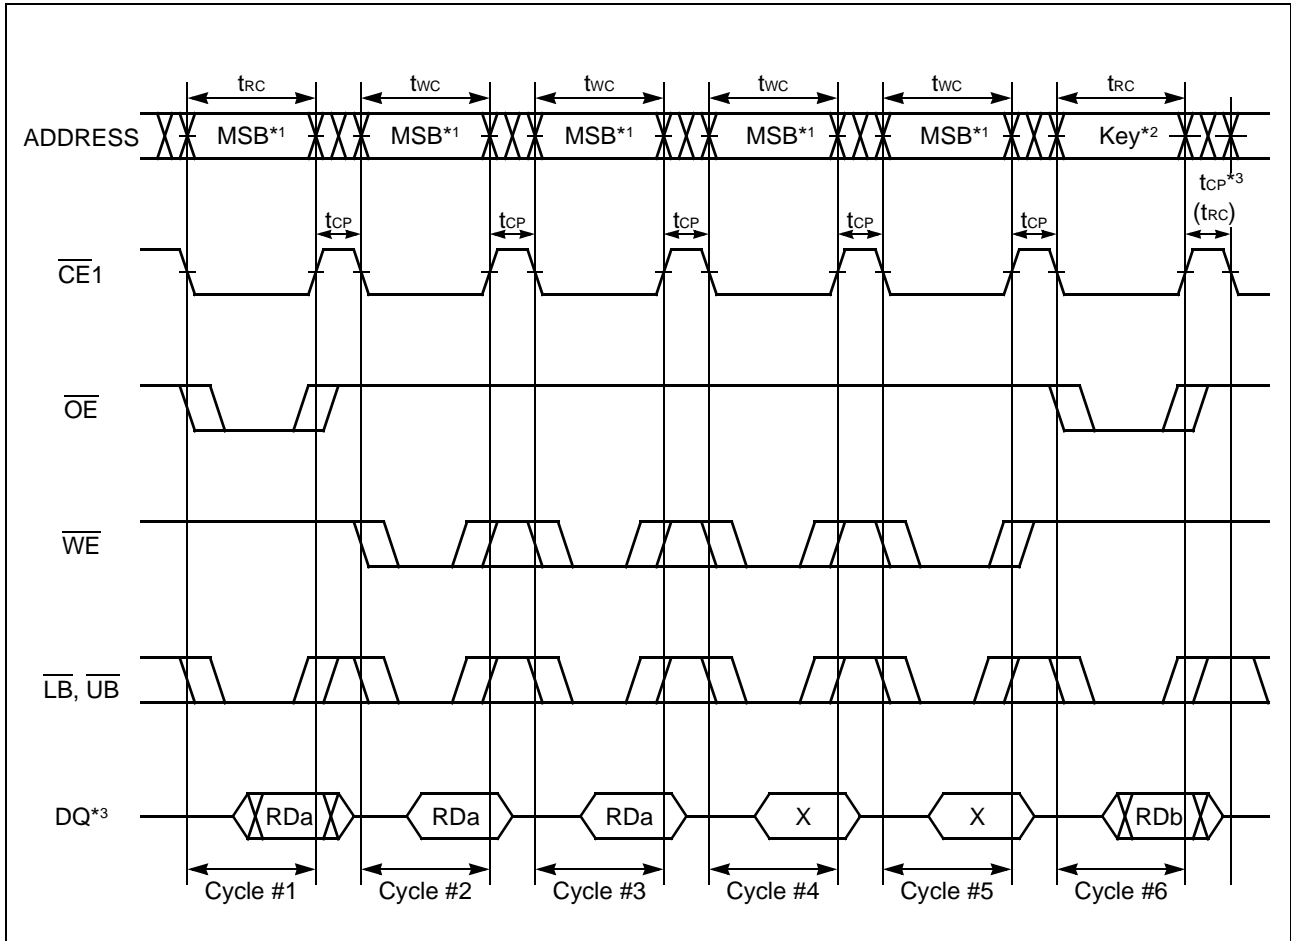 tRC tWC tWC tWC tWC tRC
ADDRESS MSB*1 MSB*1 MSB*1 MSB*1 MSB*1 Key*2
tCP tCP tCP tCP tCP tCP*3
(tRC)
CE1
OE
WE
LB, UB
DQ*3 RDa RDa RDa X X RDb
Cycle #1 Cycle #2 Cycle #3 Cycle #4 Cycle #5 Cycle #6